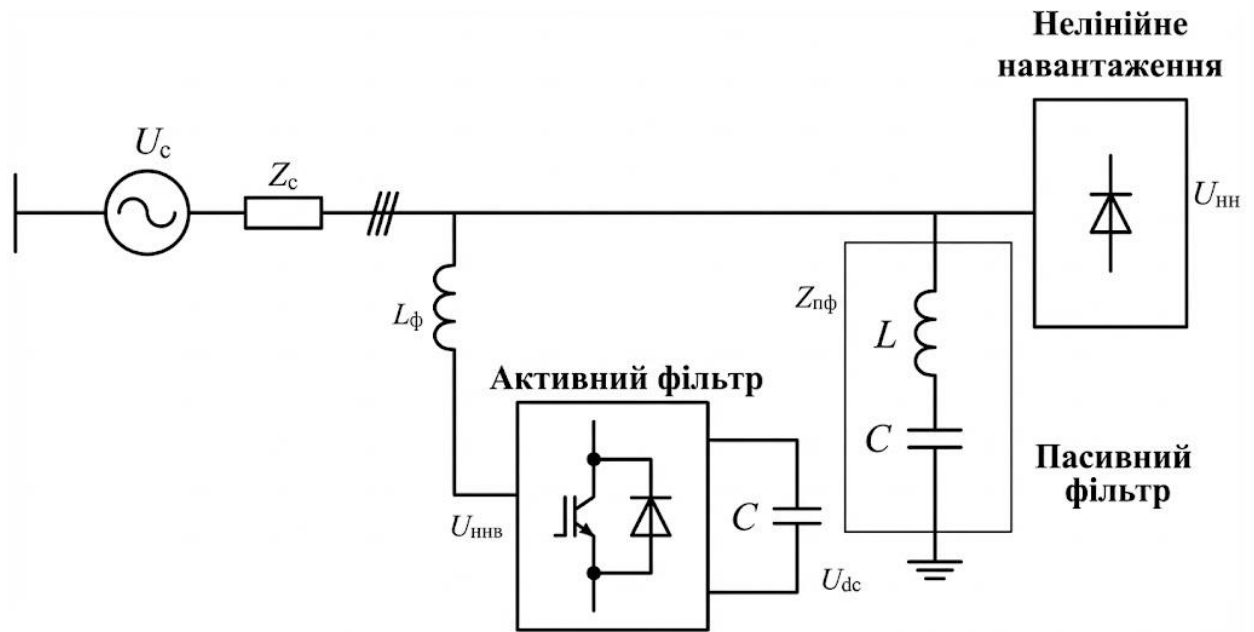 Нелінійне
навантаження
Uс
Zс
Uнн
Zпф
Lф
L
Активний фільтр
C
Пасивний
фільтр
C
Uннв
Udc